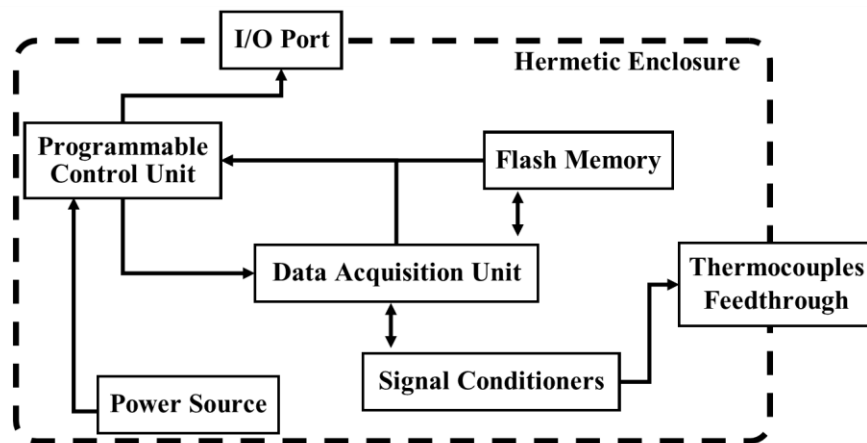 I/O Port
Hermetic Enclosure
Programmable
Control Unit
Flash Memory
Data Acquisition Unit
Thermocouples
Feedthrough
Signal Conditioners
Power Source